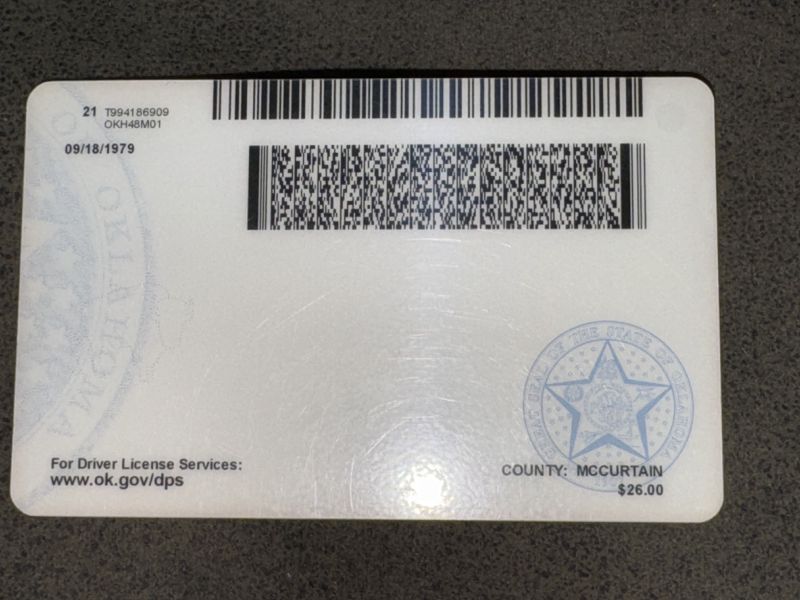 21 T994186909
OKH48M01
09/18/1979
OKLAHOMA
GREAT SEAL OF THE STATE OF OKLAHOMA
For Driver License Services:
www.ok.gov/dps
COUNTY: MCCURTAIN
$26.00